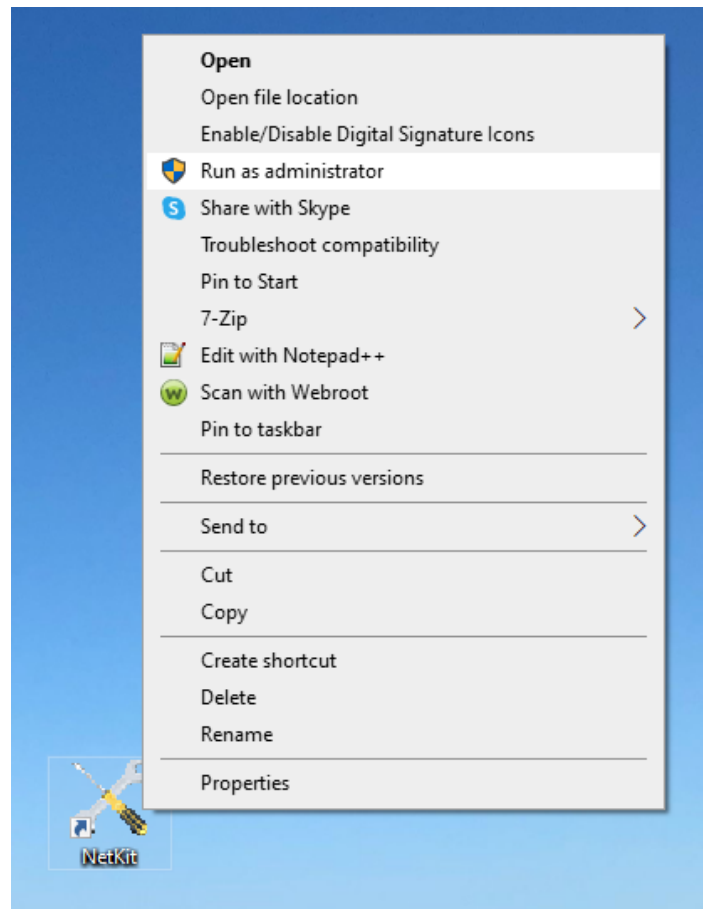 Open
Open file location
Enable/Disable Digital Signature Icons
Run as administrator
Share with Skype
Troubleshoot compatibility
Pin to Start
7-Zip
Edit with Notepad++
Scan with Webroot
Pin to taskbar
Restore previous versions
Send to
Cut
Copy
Create shortcut
Delete
Rename
Properties
NetKit